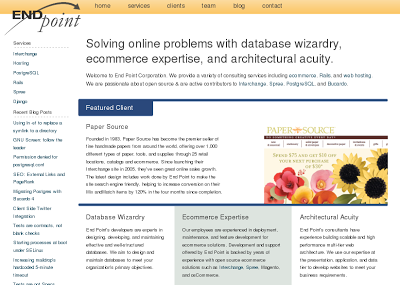 END
point
home services clients team blog contact
Services
Interchange
Hosting
PostgreSQL
Rails
Spree
Django
Recent Blog Posts
Using ln -sf to replace a
symlink to a directory
GNU Screen: follow the
leader
Permission denied for
postgresql.conf
SEO: External Links and
PageRank
Migrating Postgres with
Bucardo 4
Client Side Twitter
Integration
Tests are contracts, not
blank checks
Starting processes at boot
under SELinux
Increasing mailing's
hardcoded 5-minute
timeout
Tests are not Specs
Solving online problems with database wizardry,
ecommerce expertise, and architectural acuity.
Welcome to End Point Corporation. We provide a variety of consulting services including ecommerce, Rails, and web hosting.
We are passionate about open source & are active contributors to Interchange, Spree, PostgreSQL, and Bucardo.
Featured Client
Paper Source
Founded in 1983, Paper Source has become the premier seller of
fine handmade papers from around the world, offering over 1,000
different types of paper, tools, and supplies through 25 retail
locations, catalogs and ecommerce. Since launching their
Interchange site in 2005, they've seen great online sales growth.
The latest design includes work done by End Point to make the
site search engine friendly, helping to increase conversion on their
lills and match items by 120% in the four months since completion.
PAPER SOURCE
SPEND $75 AND GET $10 OFF
YOUR NEXT PURCHASE
OF $50*
Database Wizardry
End Point's developers are experts in
designing, developing, and maintaining
effective and well-structured
databases. We aim to design and
maintain databases to meet your
organization's primary objectives.
Ecommerce Expertise
Our employees are experienced in deployment,
maintenance, and feature development for
ecommerce solutions. Development and support
offered by End Point is backed by years of
experience with open source ecommerce
solutions such as Interchange, Spree, Magento,
and osCommerce.
Architectural Acuity
End Point's consultants have
experience building scalable and high
performance multi-tier web
architecture. We use our expertise at
the presentation, application, and data
tier to develop websites to meet your
business requirements.